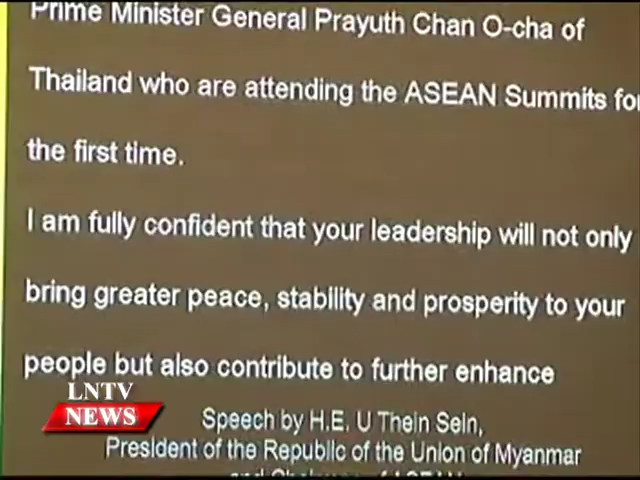 Prime Minister General Prayuth Chan O-cha of
Thailand who are attending the ASEAN Summits for
the first time.
I am fully confident that your leadership will not only
bring greater peace, stability and prosperity to your
people but also contribute to further enhance
LNTV
NEWS
Speech by H.E. U Thein Sein,
President of the Republic of the Union of Myanmar